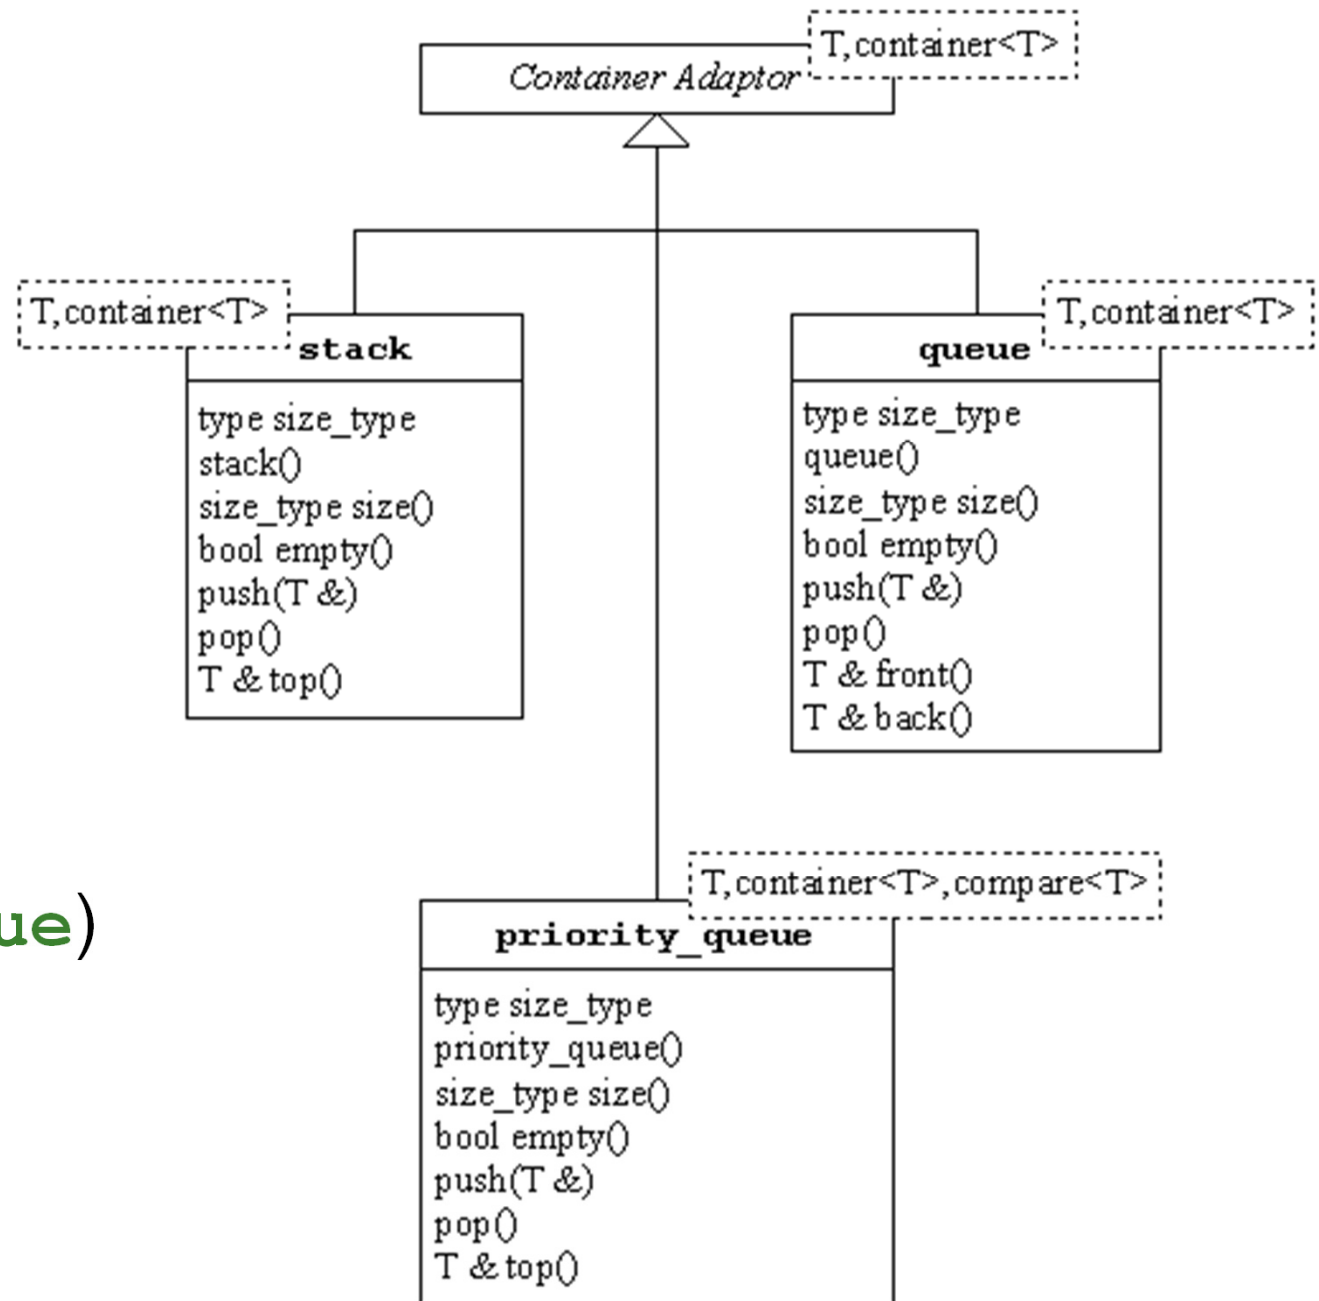 T,container<T>
Container Adaptor
T,container<T>
stack
type size_type
stack()
size_type size()
bool empty()
push(T &)
pop()
T & top()
T,container<T>
queue
type size_type
queue()
size_type size()
bool empty()
push(T &)
pop()
T & front()
T & back()
ue)
T,container<T>,compare<T>
priority_queue
type size_type
priority_queue()
size_type size()
bool empty()
push(T &)
pop()
T & top()